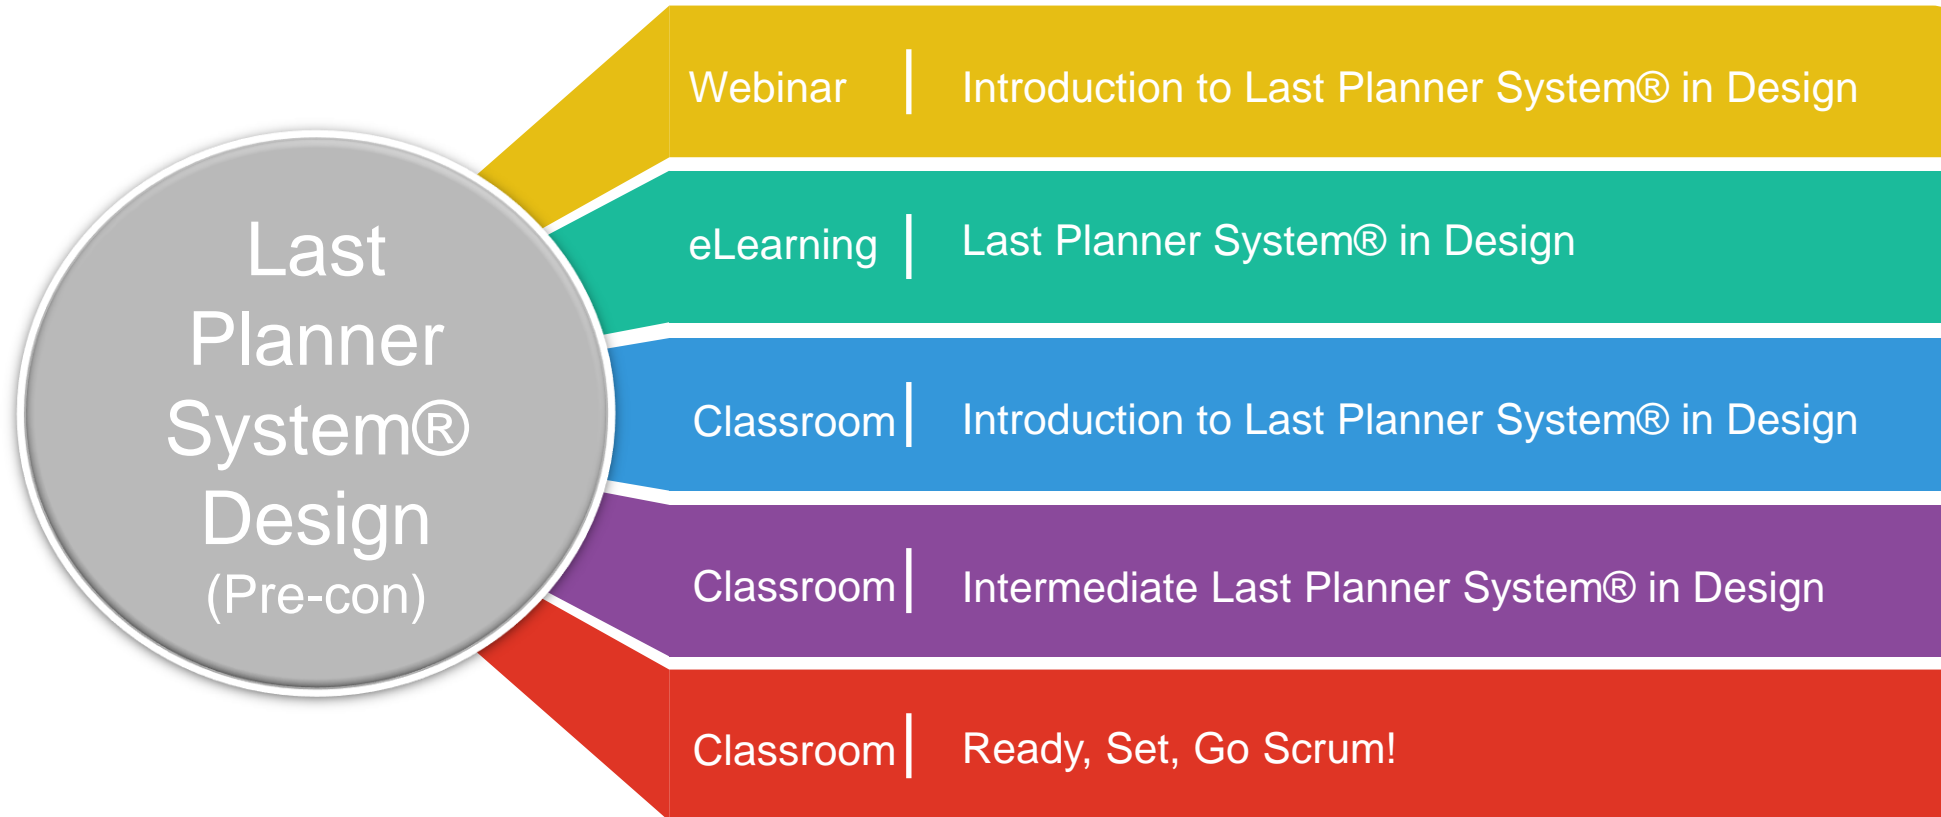 Last
Planner
System®
Design
(Pre-con)
Webinar Introduction to Last Planner System® in Design
eLearning Last Planner System® in Design
Classroom Introduction to Last Planner System® in Design
Classroom Intermediate Last Planner System® in Design
Classroom Ready, Set, Go Scrum!